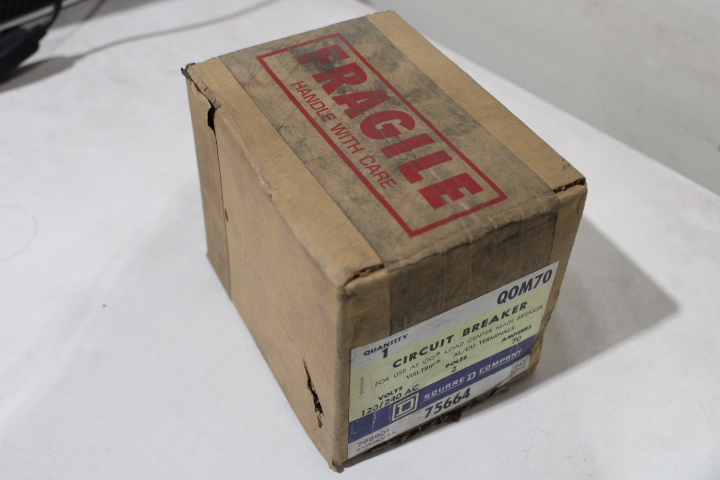 FRAGILE
HANDLE WITH CARE
QOM70
QUANTITY
1
CIRCUIT BREAKER
FOR USE AS QO® LOAD CENTER MAIN BREAKER
VISI-TRIP® AL/CU TERMINALS
VOLTS POLES AMPERES
120/240 AC 2 70
D SQUARE D COMPANY
75664